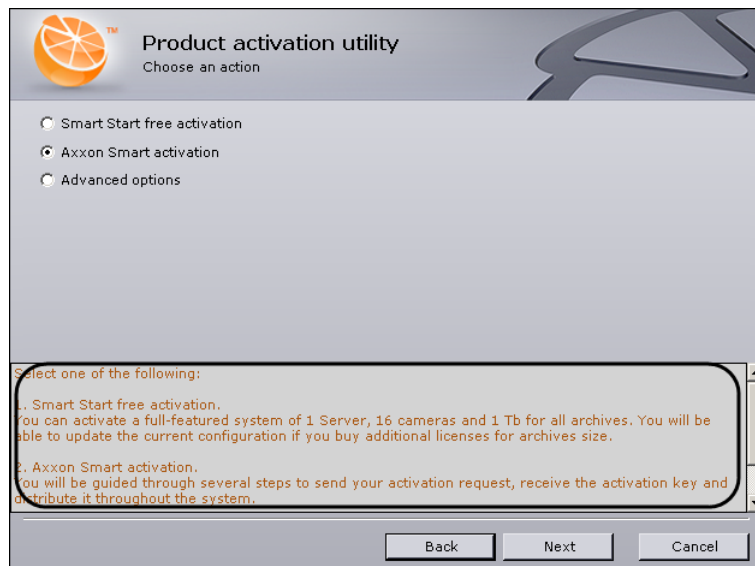 TM
Product activation utility
Choose an action
Smart Start free activation
Axxon Smart activation
Advanced options
Select one of the following:
1. Smart Start free activation.
You can activate a full-featured system of 1 Server, 16 cameras and 1 Tb for all archives. You will be
able to update the current configuration if you buy additional licenses for archives size.
2. Axxon Smart activation.
You will be guided through several steps to send your activation request, receive the activation key and
distribute it throughout the system.
Back
Next
Cancel